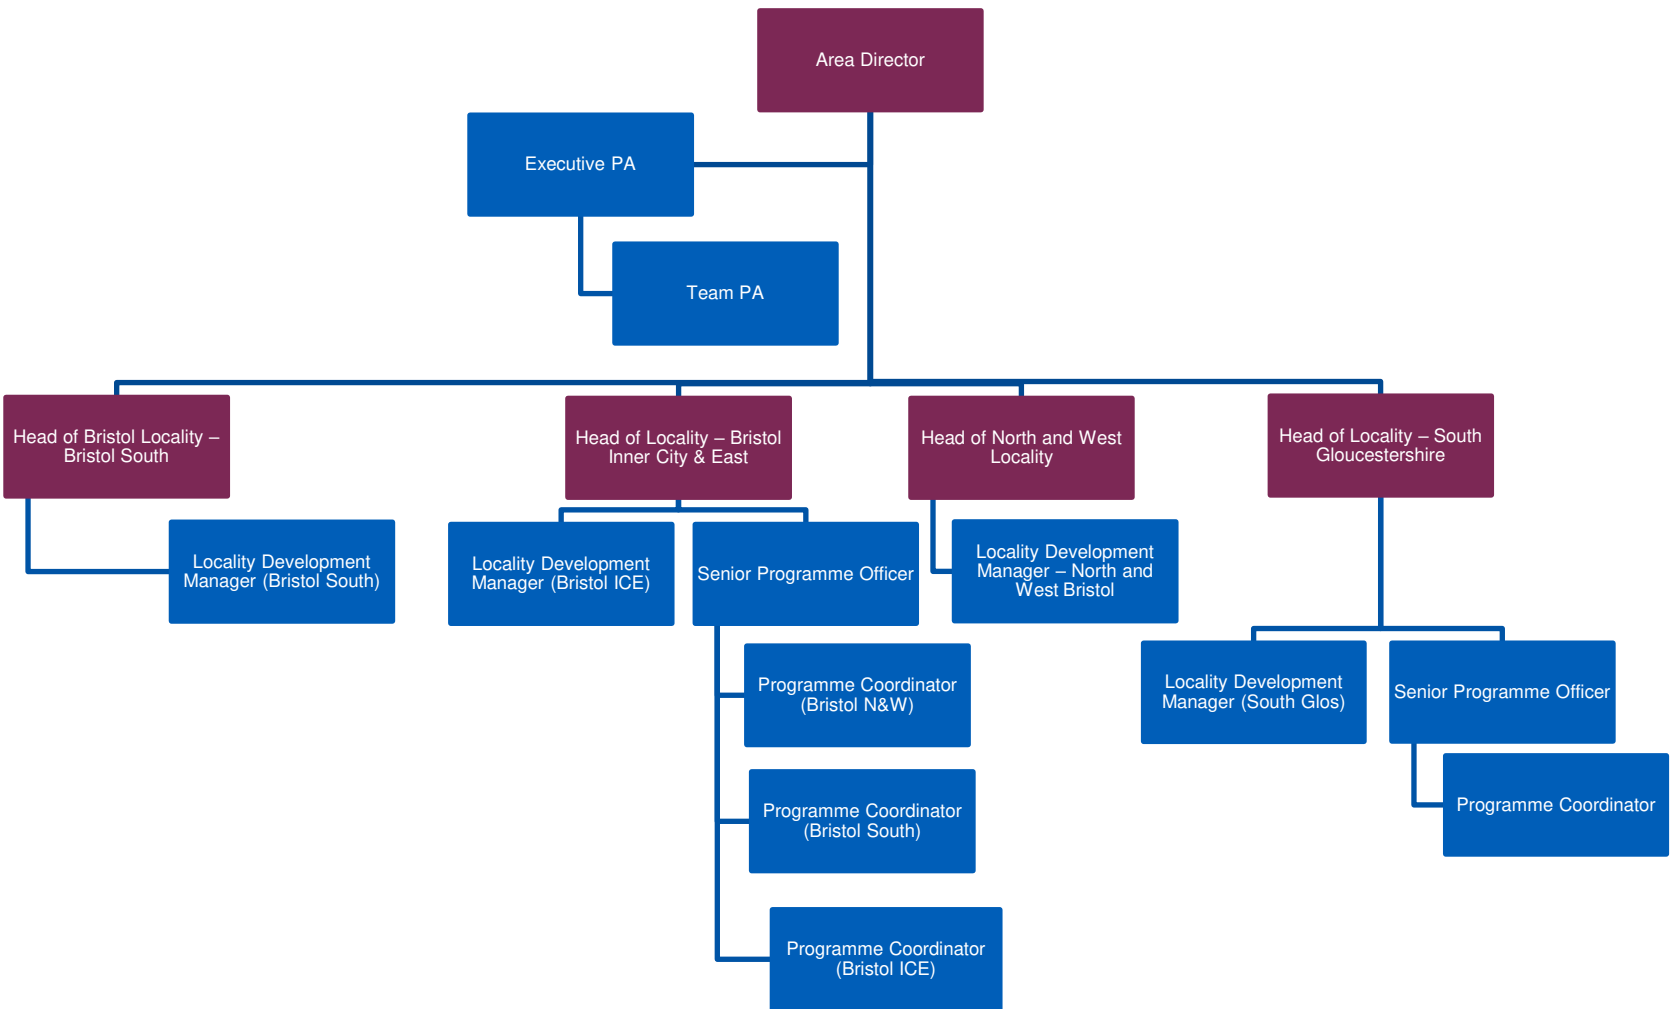 Area Director
Executive PA
Team PA
Head of Bristol Locality –
Bristol South
Head of Locality – Bristol
Inner City & East
Head of North and West
Locality
Head of Locality – South
Gloucestershire
Locality Development
Manager (Bristol South)
Locality Development
Manager (Bristol ICE)
Senior Programme Officer
Locality Development
Manager – North and
West Bristol
Programme Coordinator
(Bristol N&W)
Programme Coordinator
(Bristol South)
Programme Coordinator
(Bristol ICE)
Locality Development
Manager (South Glos)
Senior Programme Officer
Programme Coordinator